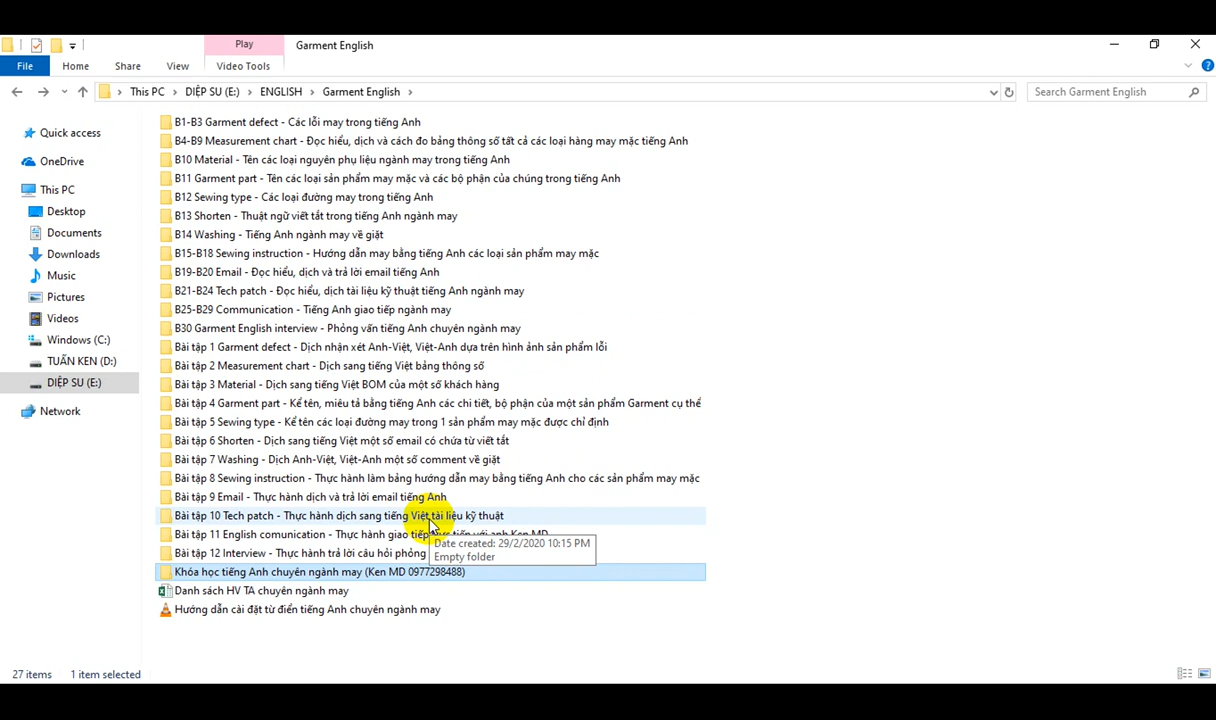 Play
Garment English
File
Home
Share
View
Video Tools
This PC
DIỆP SU (E:)
ENGLISH
Garment English
Search Garment English
Quick access
OneDrive
This PC
Desktop
Documents
Downloads
Music
Pictures
Videos
Windows (C:)
TUẤN KEN (D:)
DIỆP SU (E:)
Network
B1-B3 Garment defect - Các lỗi may trong tiếng Anh
B4-B9 Measurement chart - Đọc hiểu, dịch và cách đo bảng thông số tất cả các loại hàng may mặc tiếng Anh
B10 Material - Tên các loại nguyên phụ liệu ngành may trong tiếng Anh
B11 Garment part - Tên các loại sản phẩm may mặc và các bộ phận của chúng trong tiếng Anh
B12 Sewing type - Các loại đường may trong tiếng Anh
B13 Shorten - Thuật ngữ viết tắt trong tiếng Anh ngành may
B14 Washing - Tiếng Anh ngành may về giặt
B15-B18 Sewing instruction - Hướng dẫn may bằng tiếng Anh các loại sản phẩm may mặc
B19-B20 Email - Đọc hiểu, dịch và trả lời email tiếng Anh
B21-B24 Tech patch - Đọc hiểu, dịch tài liệu kỹ thuật tiếng Anh ngành may
B25-B29 Communication - Tiếng Anh giao tiếp ngành may
B30 Garment English interview - Phỏng vấn tiếng Anh chuyên ngành may
Bài tập 1 Garment defect - Dịch nhận xét Anh-Việt, Việt-Anh dựa trên hình ảnh sản phẩm lỗi
Bài tập 2 Measurement chart - Dịch sang tiếng Việt bảng thông số
Bài tập 3 Material - Dịch sang tiếng Việt BOM của một số khách hàng
Bài tập 4 Garment part - Kể tên, miêu tả bằng tiếng Anh các chi tiết, bộ phận của một sản phẩm Garment cụ thể
Bài tập 5 Sewing type - Kể tên các loại đường may trong 1 sản phẩm may mặc được chỉ định
Bài tập 6 Shorten - Dịch sang tiếng Việt một số email có chứa từ viết tắt
Bài tập 7 Washing - Dịch Anh-Việt, Việt-Anh một số comment về giặt
Bài tập 8 Sewing instruction - Thực hành làm bảng hướng dẫn may bằng tiếng Anh cho các sản phẩm may mặc
Bài tập 9 Email - Thực hành dịch và trả lời email tiếng Anh
Bài tập 10 Tech patch - Thực hành dịch sang tiếng Việt tài liệu kỹ thuật
Bài tập 11 English comunication - Thực hành giao tiếp trực tiếp với anh Ken MD
Bài tập 12 Interview - Thực hành trả lời câu hỏi phỏng
Date created: 29/2/2020 10:15 PM
Empty folder
Khóa học tiếng Anh chuyên ngành may (Ken MD 0977298488)
Danh sách HV TA chuyên ngành may
Hướng dẫn cài đặt từ điển tiếng Anh chuyên ngành may
27 items
1 item selected